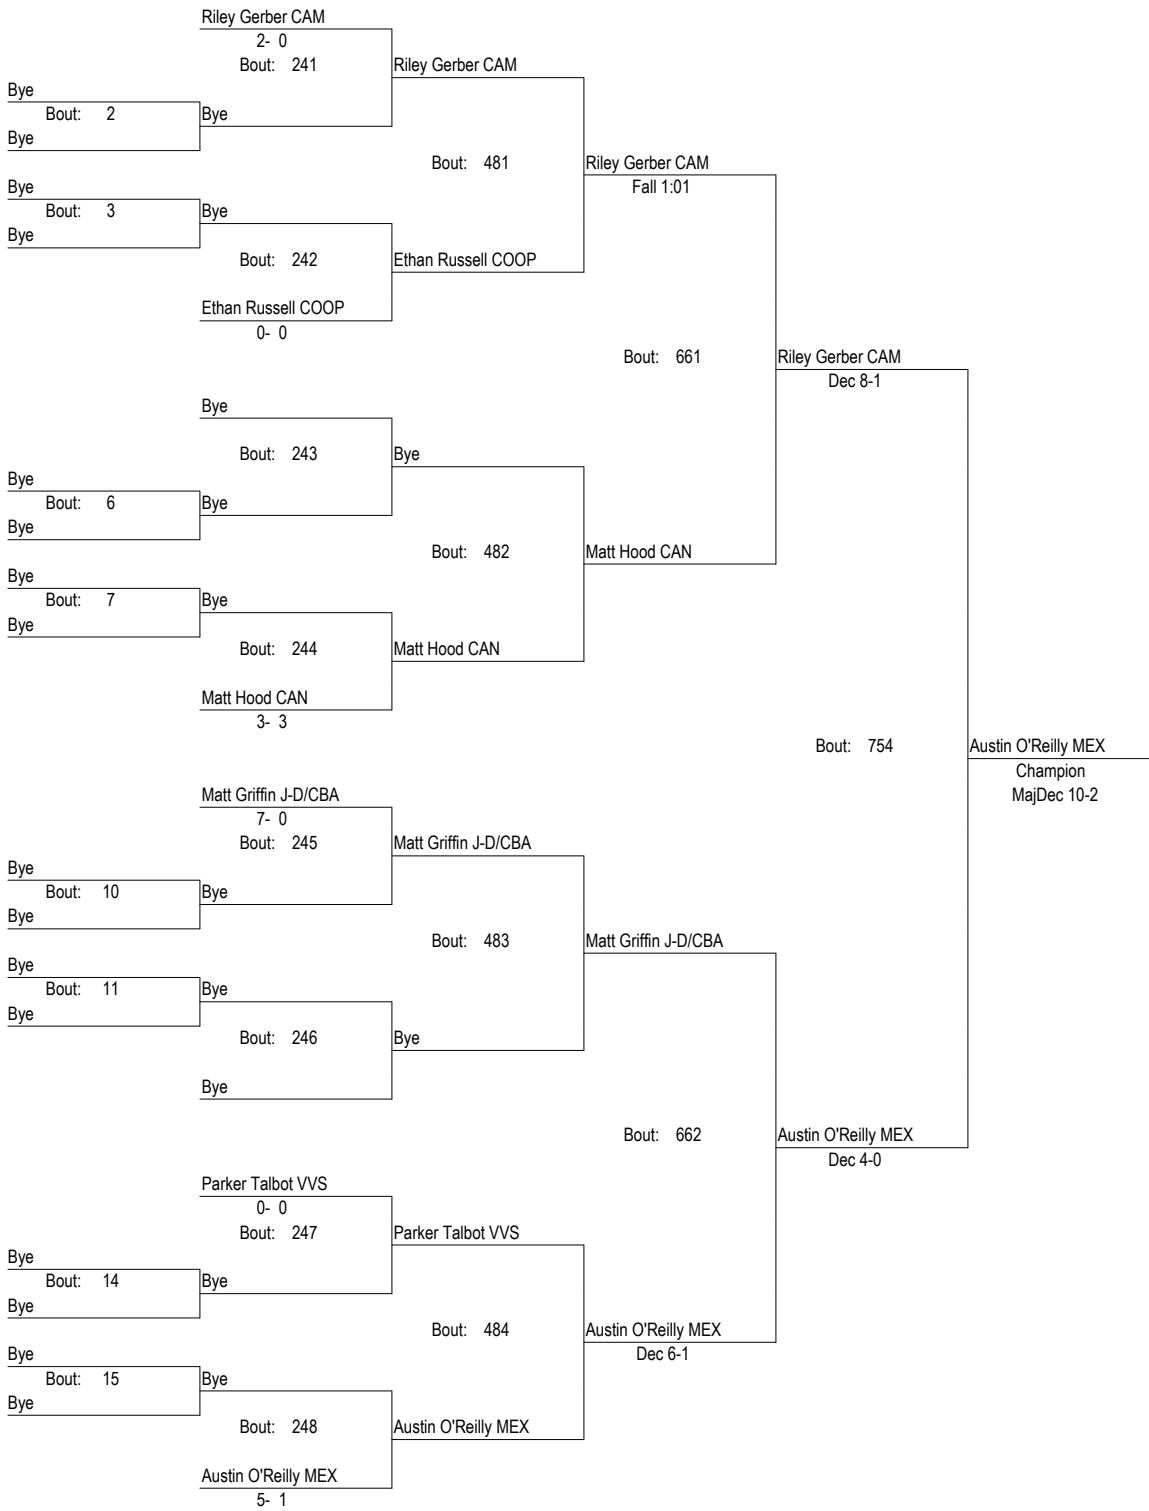 Riley Gerber CAM
2- 0
Bout: 241
Riley Gerber CAM
Bye
Bout: 2
Bye
Bye
Bout: 481
Riley Gerber CAM
Fall 1:01
Bye
Bout: 3
Bye
Bye
Bout: 242
Ethan Russell COOP
Ethan Russell COOP
0- 0
Bout: 661
Riley Gerber CAM
Dec 8-1
Bye
Bout: 243
Bye
Bye
Bout: 6
Bye
Bye
Bout: 482
Matt Hood CAN
Bye
Bout: 7
Bye
Bye
Bout: 244
Matt Hood CAN
Matt Hood CAN
3- 3
Bout: 754
Austin O'Reilly MEX
Champion
MajDec 10-2
Matt Griffin J-D/CBA
7- 0
Bout: 245
Matt Griffin J-D/CBA
Bye
Bout: 10
Bye
Bye
Bout: 483
Matt Griffin J-D/CBA
Bye
Bout: 11
Bye
Bye
Bout: 246
Bye
Bye
Bout: 662
Austin O'Reilly MEX
Dec 4-0
Parker Talbot VVS
0- 0
Bout: 247
Parker Talbot VVS
Bye
Bout: 14
Bye
Bye
Bout: 484
Austin O'Reilly MEX
Dec 6-1
Bye
Bout: 15
Bye
Bye
Bout: 248
Austin O'Reilly MEX
Austin O'Reilly MEX
5- 1